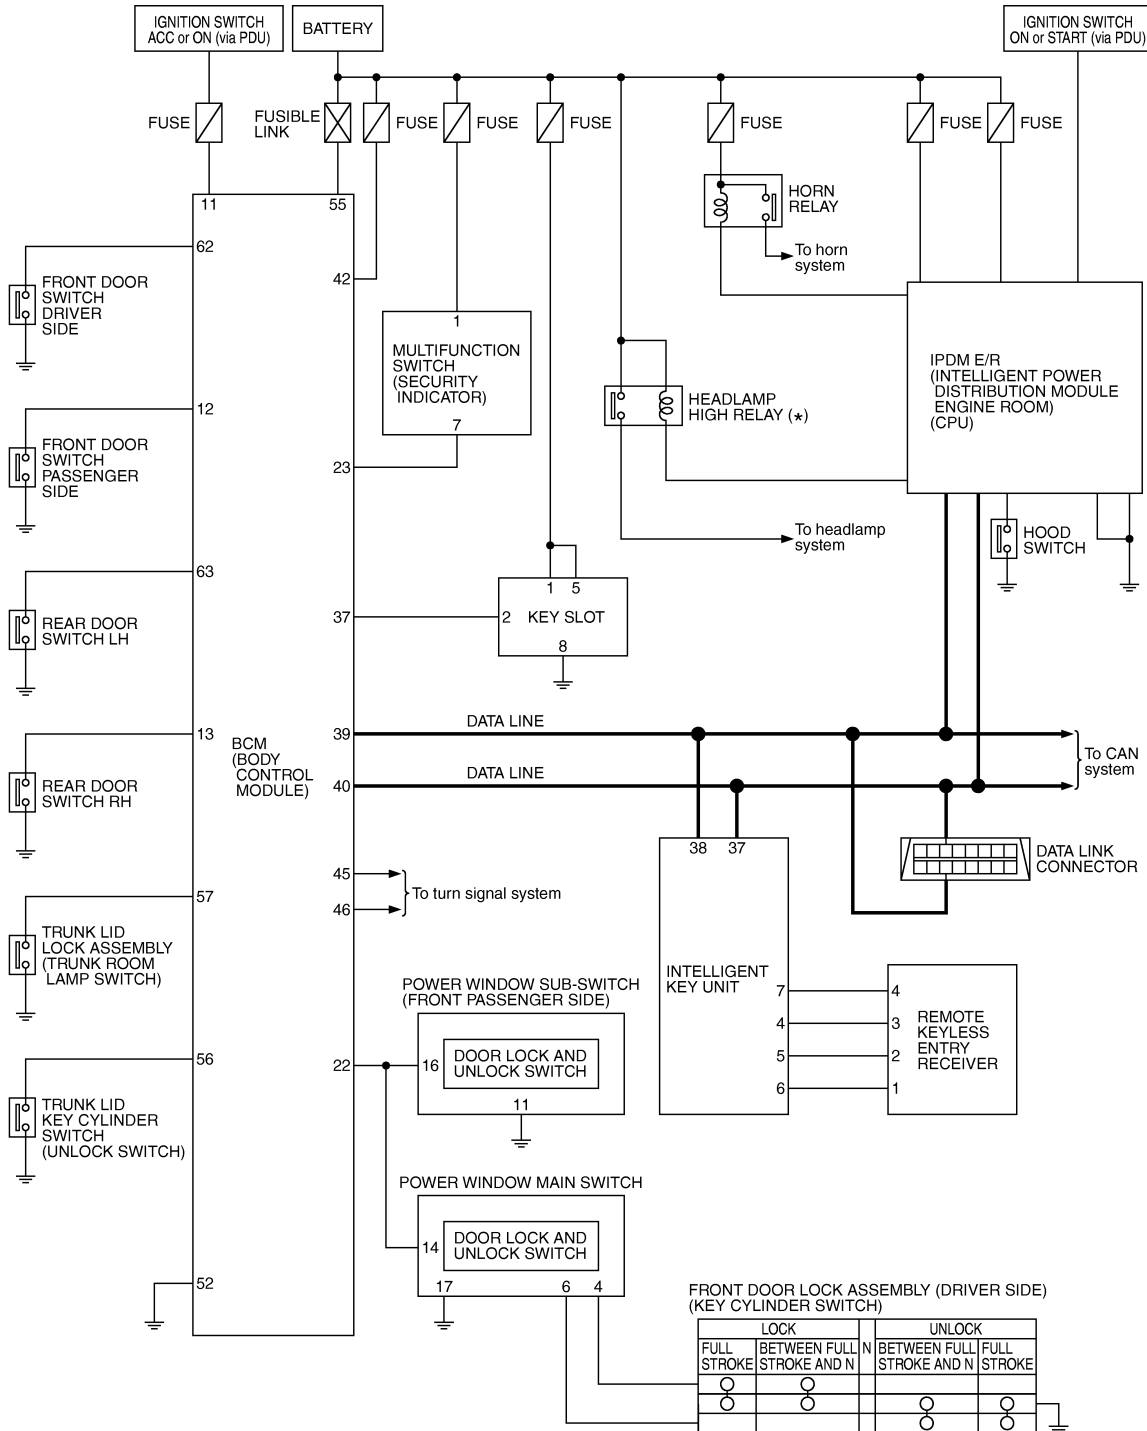 IGNITION SWITCH
ACC or ON (via PDU)
BATTERY
IGNITION SWITCH
ON or START (via PDU)
FUSE
FUSIBLE
LINK
FUSE
FUSE
FUSE
FUSE
FUSE
FUSE
11
55
HORN
RELAY
62
To horn
system
42
FRONT DOOR
SWITCH
DRIVER
SIDE
1
MULTIFUNCTION
SWITCH
(SECURITY
INDICATOR)
7
IPDM E/R
(INTELLIGENT POWER
DISTRIBUTION MODULE
ENGINE ROOM)
(CPU)
HEADLAMP
HIGH RELAY (*)
12
FRONT DOOR
SWITCH
PASSENGER
SIDE
23
To headlamp
system
HOOD
SWITCH
63
1 5
37
2 KEY SLOT
8
REAR DOOR
SWITCH LH
13
BCM
(BODY
CONTROL
MODULE)
39
DATA LINE
To CAN
system
40
DATA LINE
REAR DOOR
SWITCH RH
38 37
DATA LINK
CONNECTOR
45
To turn signal system
46
57
TRUNK LID
LOCK ASSEMBLY
(TRUNK ROOM
LAMP SWITCH)
INTELLIGENT
KEY UNIT
7
4
5
6
4
3
2
1
REMOTE
KEYLESS
ENTRY
RECEIVER
POWER WINDOW SUB-SWITCH
(FRONT PASSENGER SIDE)
56
22
16
DOOR LOCK AND
UNLOCK SWITCH
11
TRUNK LID
KEY CYLINDER
SWITCH
(UNLOCK SWITCH)
POWER WINDOW MAIN SWITCH
14
DOOR LOCK AND
UNLOCK SWITCH
17 6 4
52
FRONT DOOR LOCK ASSEMBLY (DRIVER SIDE)
(KEY CYLINDER SWITCH)
LOCK N UNLOCK
FULL
STROKE
BETWEEN FULL
STROKE AND N
BETWEEN FULL
STROKE AND N
FULL
STROKE